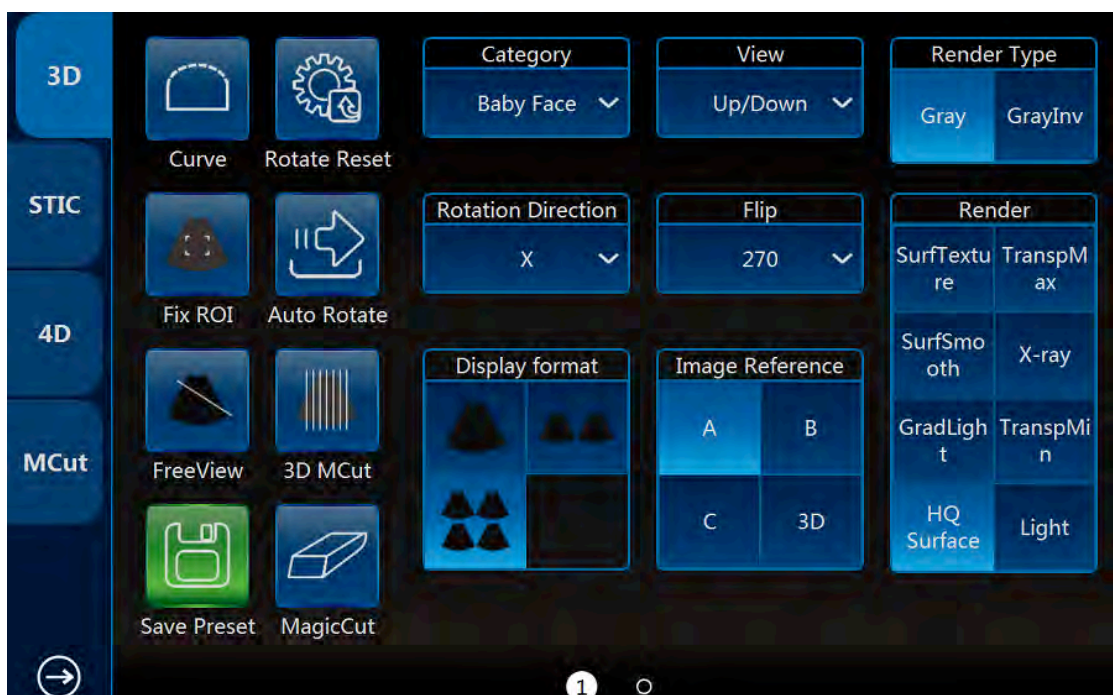 3D
STIC
4D
MCut
Curve
Rotate Reset
Fix ROI
Auto Rotate
FreeView
3D MCut
Save Preset
MagicCut
Category
Baby Face
View
Up/Down
Rotation Direction
X
Flip
270
Display format
Image Reference
A
B
C
3D
Render Type
Gray
GrayInv
Render
SurfTextu
re
TranspM
ax
SurfSmo
oth
X-ray
GradLigh
t
TranspMi
n
HQ
Surface
Light
1